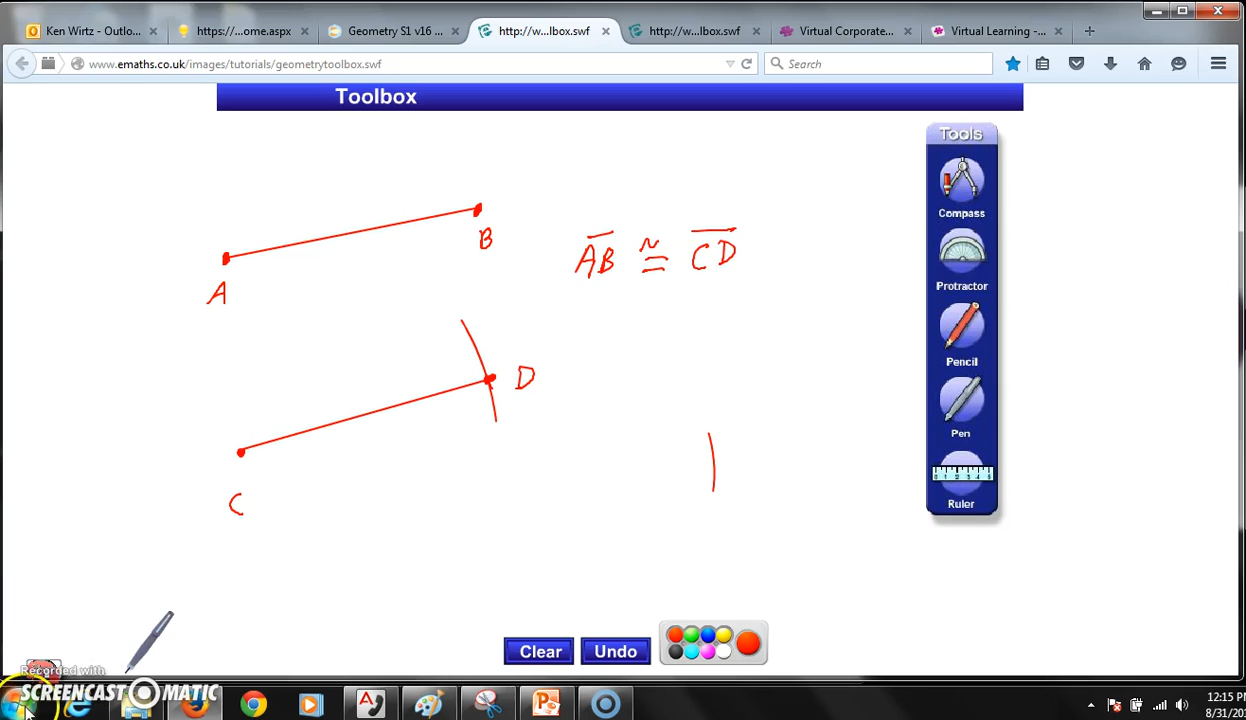 Ken Wirtz - Outlo...
https://...ome.aspx
Geometry S1 v16 ...
http://w...lbox.swf
http://w...lbox.swf
Virtual Corporate...
Virtual Learning -...
www.emaths.co.uk/images/tutorials/geometrytoolbox.swf
Search
Toolbox
Tools
Compass
Protractor
Pencil
Pen
Ruler
B
A
AB ≅ CD
D
C
Clear
Undo
Recorded with
SCREENCAST-O-MATIC
12:15 PM
8/31/201